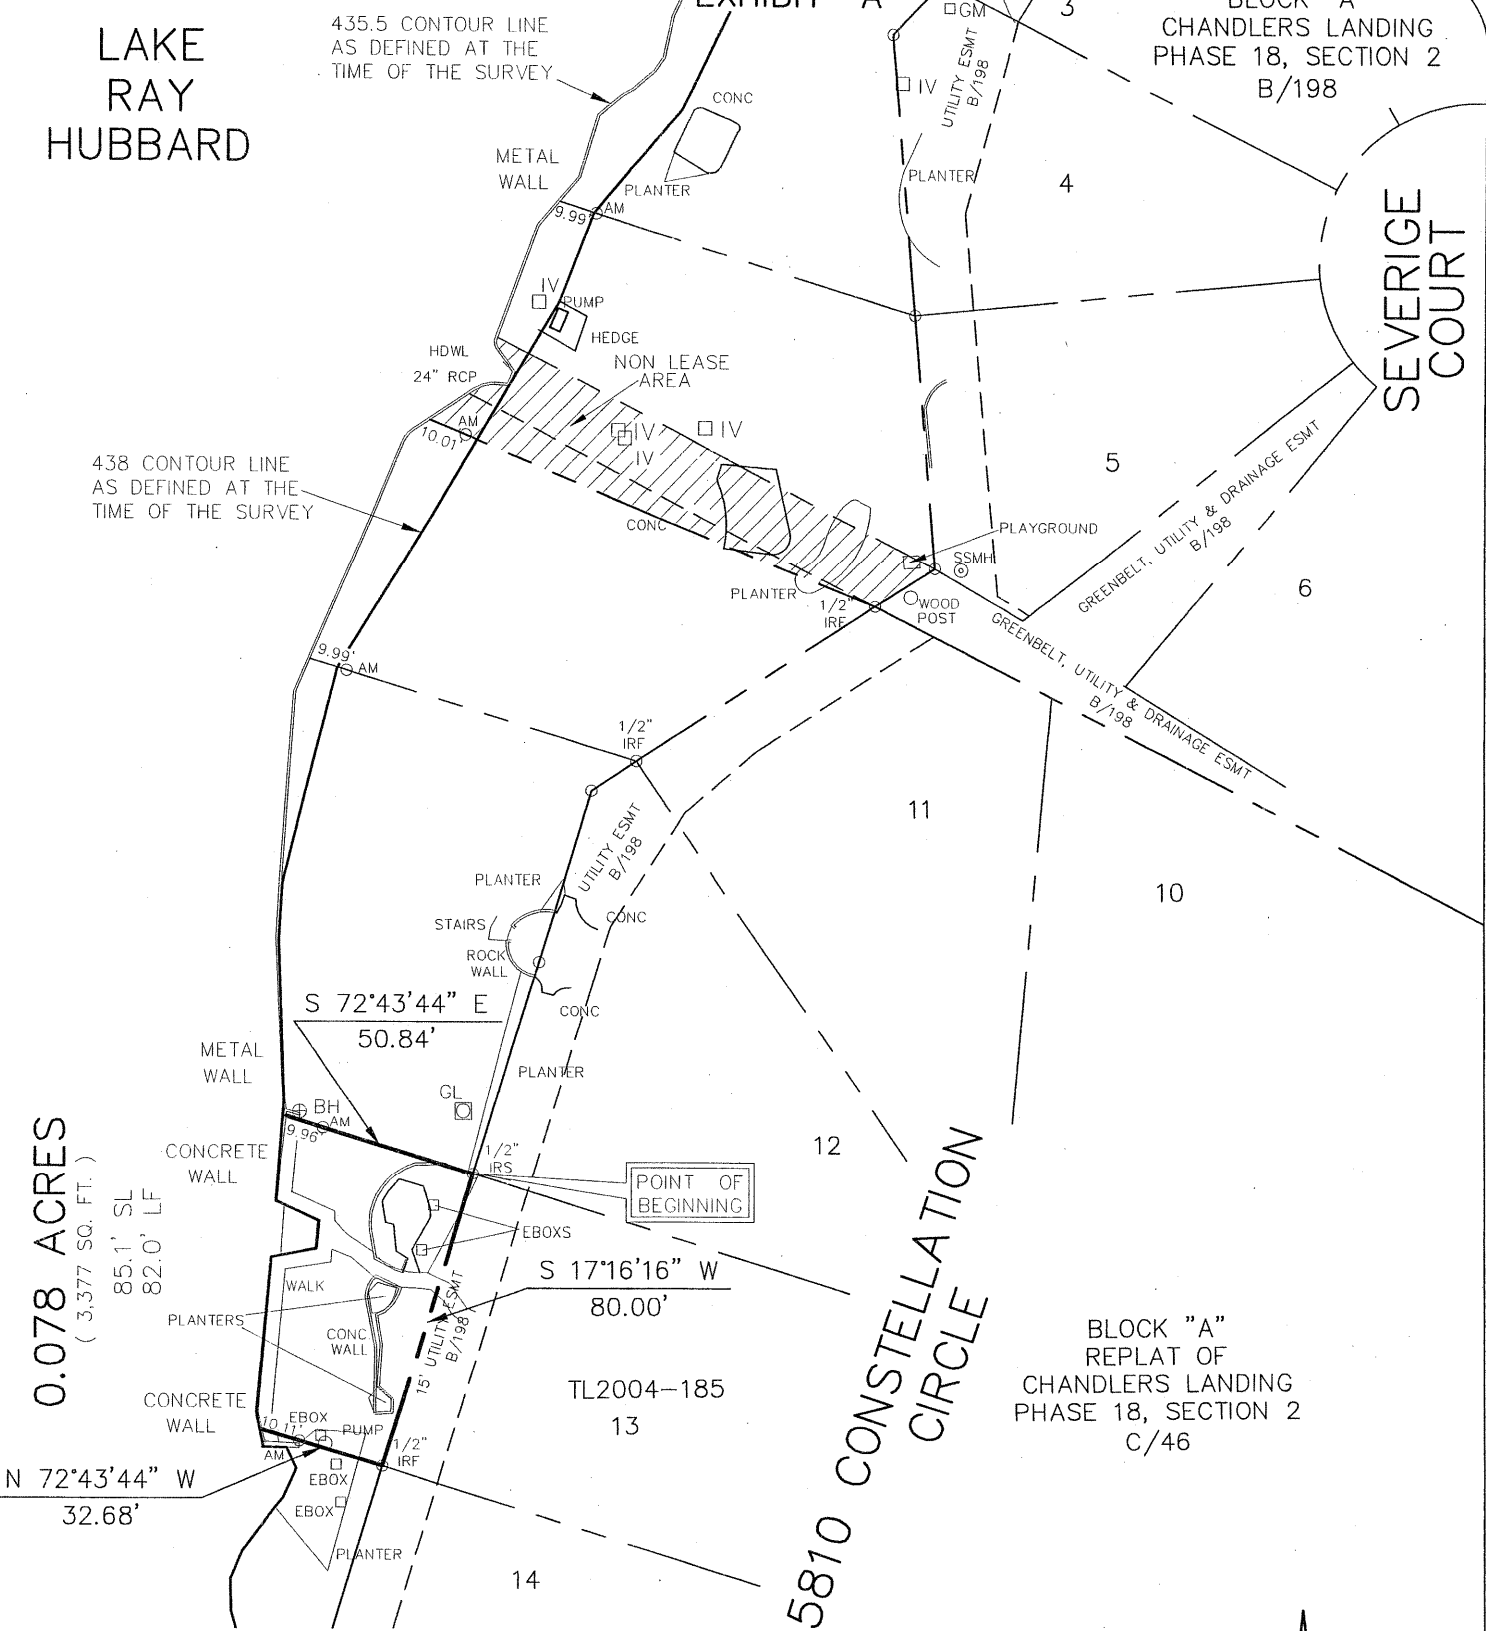 EXHIBIT "A"
LAKE
RAY
HUBBARD
435.5 CONTOUR LINE
AS DEFINED AT THE
TIME OF THE SURVEY
GM
3
BLOCK "A"
CHANDLERS LANDING
PHASE 18, SECTION 2
B/198
IV
UTILITY ESMT
B/198
CONC
METAL
WALL
PLANTER
PLANTER
4
9.99'
AM
SEVERIGE
COURT
IV
PUMP
HEDGE
HDWL
24" RCP
NON LEASE
AREA
AM
10.01'
IV
IV
IV
5
438 CONTOUR LINE
AS DEFINED AT THE
TIME OF THE SURVEY
CONC
PLAYGROUND
SSMH
GREENBELT, UTILITY & DRAINAGE ESMT
B/198
6
PLANTER
1/2"
IRF
WOOD
POST
GREENBELT, UTILITY & DRAINAGE ESMT
B/198
9.99'
AM
1/2"
IRF
11
UTILITY ESMT
B/198
PLANTER
10
STAIRS
CONC
ROCK
WALL
S 72°43'44" E
50.84'
CONC
METAL
WALL
PLANTER
GL
BH
AM
9.96'
CONCRETE
WALL
1/2"
IRS
12
POINT OF
BEGINNING
0.078 ACRES
( 3,377 SQ. FT. )
85.1' SL
82.0' LF
EBOXS
S 17°16'16" W
80.00'
WALK
PLANTERS
CONC
WALL
15' UTILITY ESMT
B/198
5810 CONSTELLATION
CIRCLE
BLOCK "A"
REPLAT OF
CHANDLERS LANDING
PHASE 18, SECTION 2
C/46
TL2004-185
13
CONCRETE
WALL
10.11'
EBOX
PUMP
AM
1/2"
IRF
N 72°43'44" W
32.68'
EBOX
EBOX
PLANTER
14